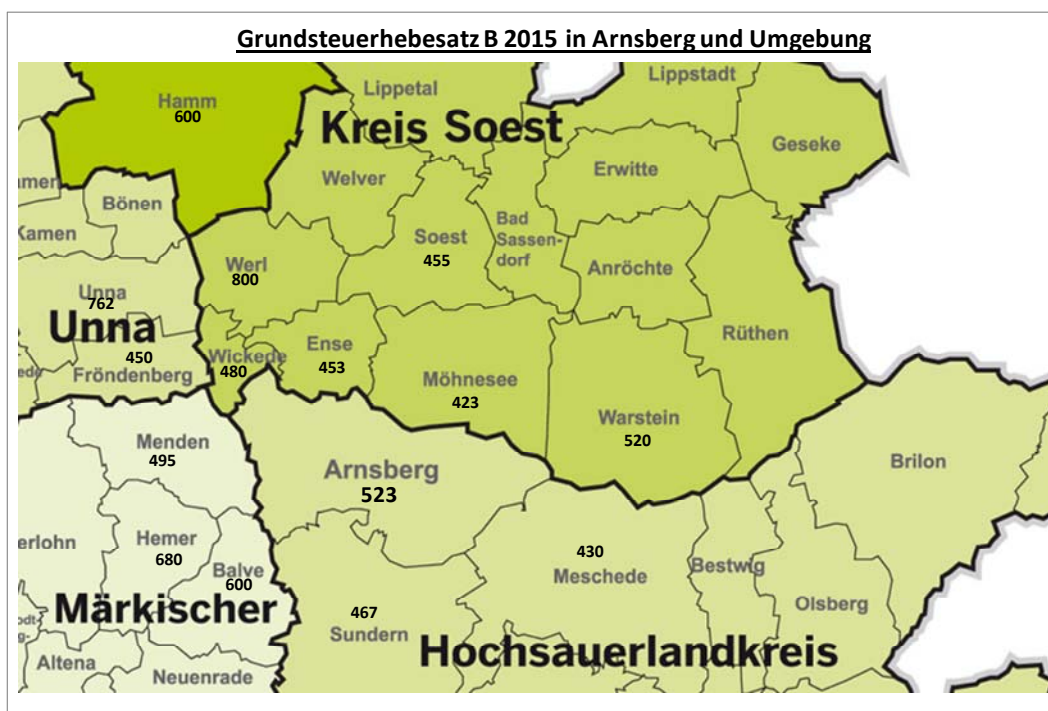 Grundsteuerhebesatz B 2015 in Arnsberg und Umgebung
Hamm
600
Lippetal
Lippstadt
Kreis Soest
Geseke
Erwitte
Welver
Bönen
Kamen
Bad
Sassen-
dorf
Soest
455
Werl
800
Anröchte
Unna
762
Unna
Rüthen
450
Fröndenberg
Wickede
480
Ense
453
Möhnesee
423
Warstein
520
Menden
495
Arnsberg
523
Brilon
Hemer
680
erlohn
Balve
600
430
Meschede
Bestwig
Olsberg
Märkischer
467
Sundern
Hochsauerlandkreis
Altena
Neuenrade